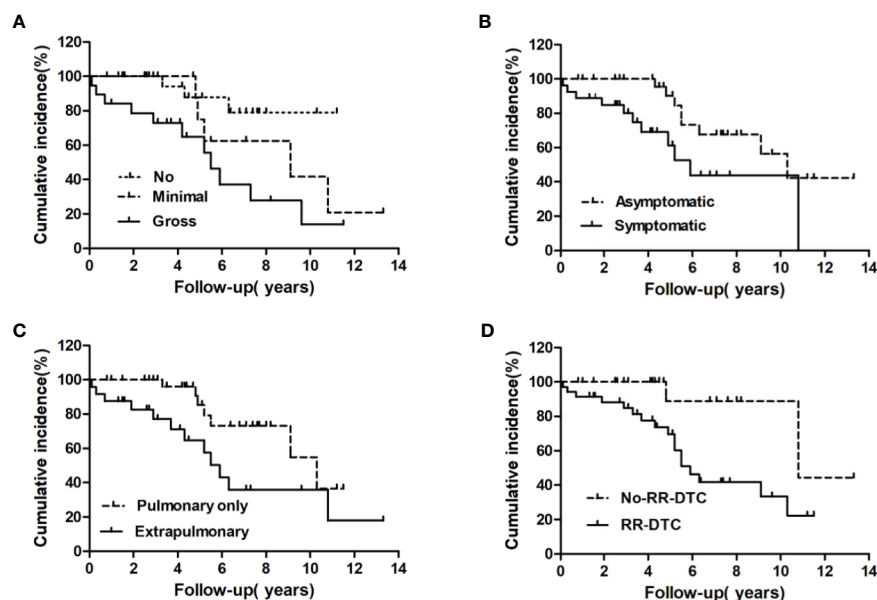 A
Cumulative incidence(%)
120
100
80
60
40
20
0
No
Minimal
Gross
0 2 4 6 8 10 12 14
Follow-up( years)
B
Cumulative incidence(%)
120
100
80
60
40
20
0
Asymptomatic
Symptomatic
0 2 4 6 8 10 12 14
Follow-up( years)
C
Cumulative incidence(%)
120
100
80
60
40
20
0
Pulmonary only
Extrapulmonary
0 2 4 6 8 10 12 14
Follow-up( years)
D
Cumulative incidence(%)
120
100
80
60
40
20
0
No-RR-DTC
RR-DTC
0 2 4 6 8 10 12 14
Follow-up( years)